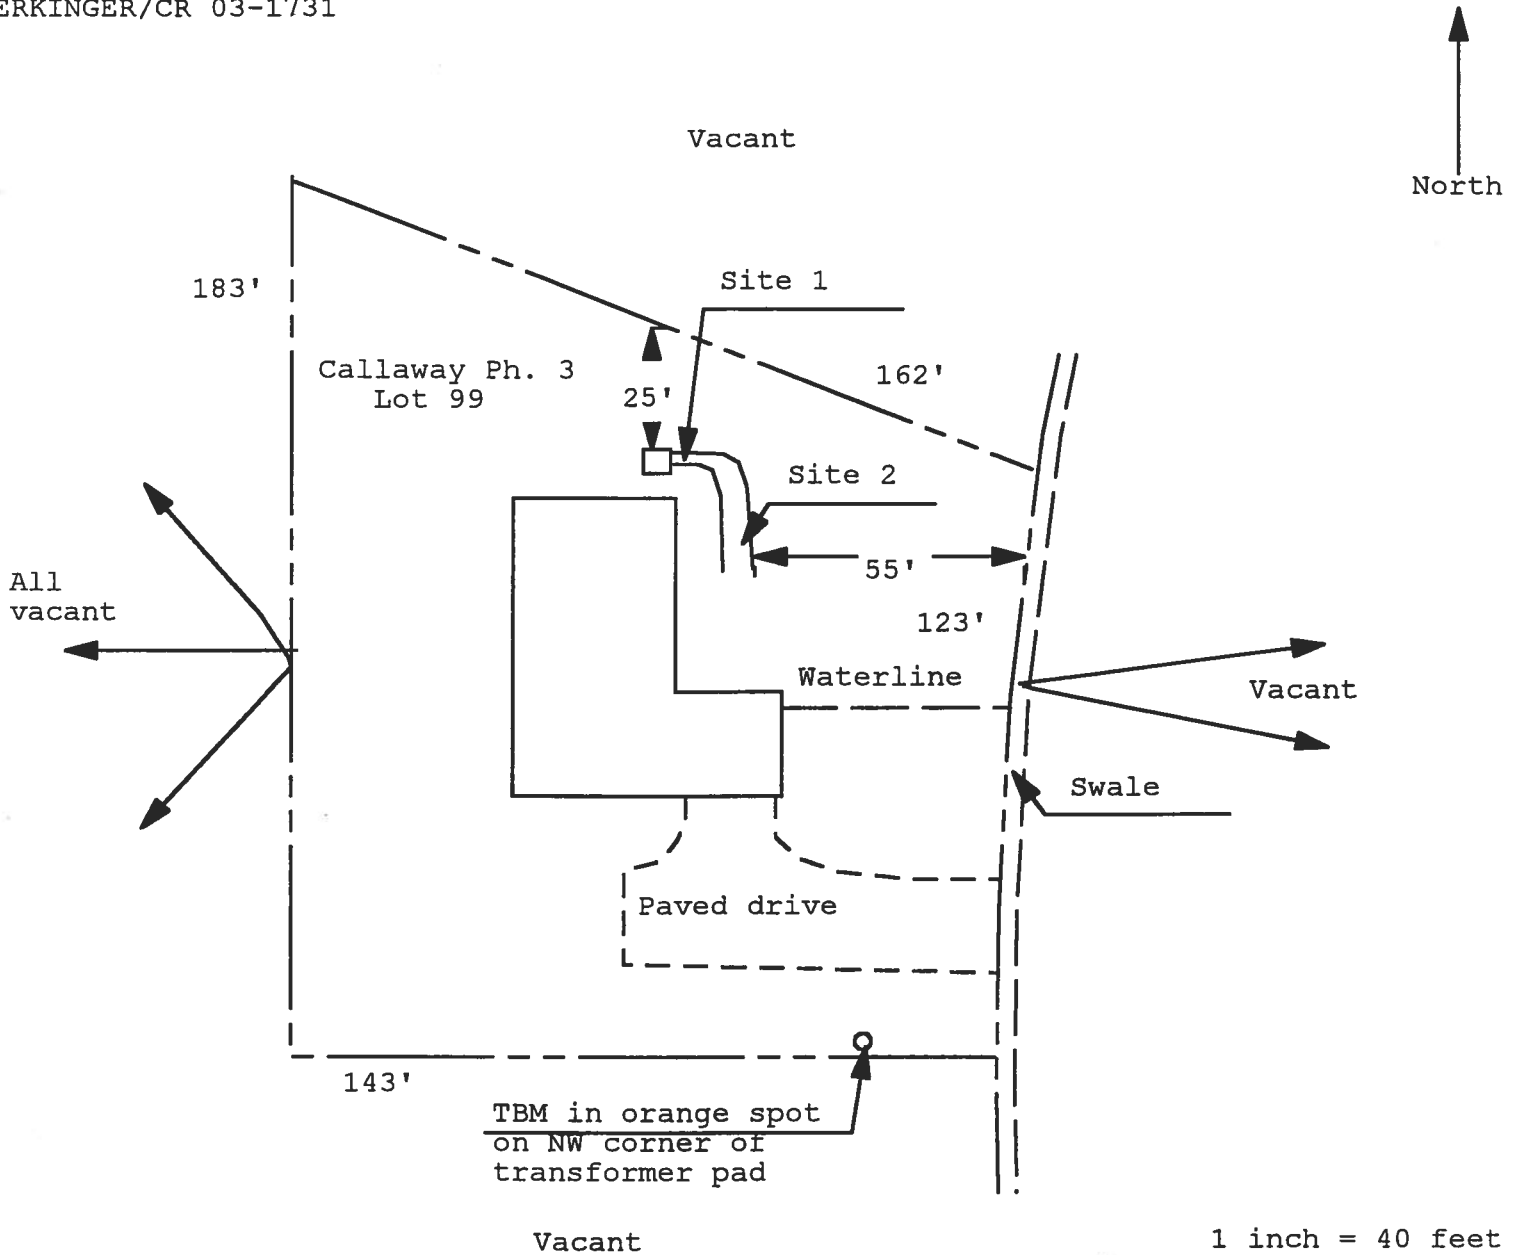 ERKINGER/CR 03-1731
Vacant
North
Site 1
183'
Callaway Ph. 3
Lot 99
162'
25'
Site 2
All
vacant
55'
123'
Waterline
Vacant
Swale
Paved drive
143'
TBM in orange spot
on NW corner of
transformer pad
Vacant
1 inch = 40 feet